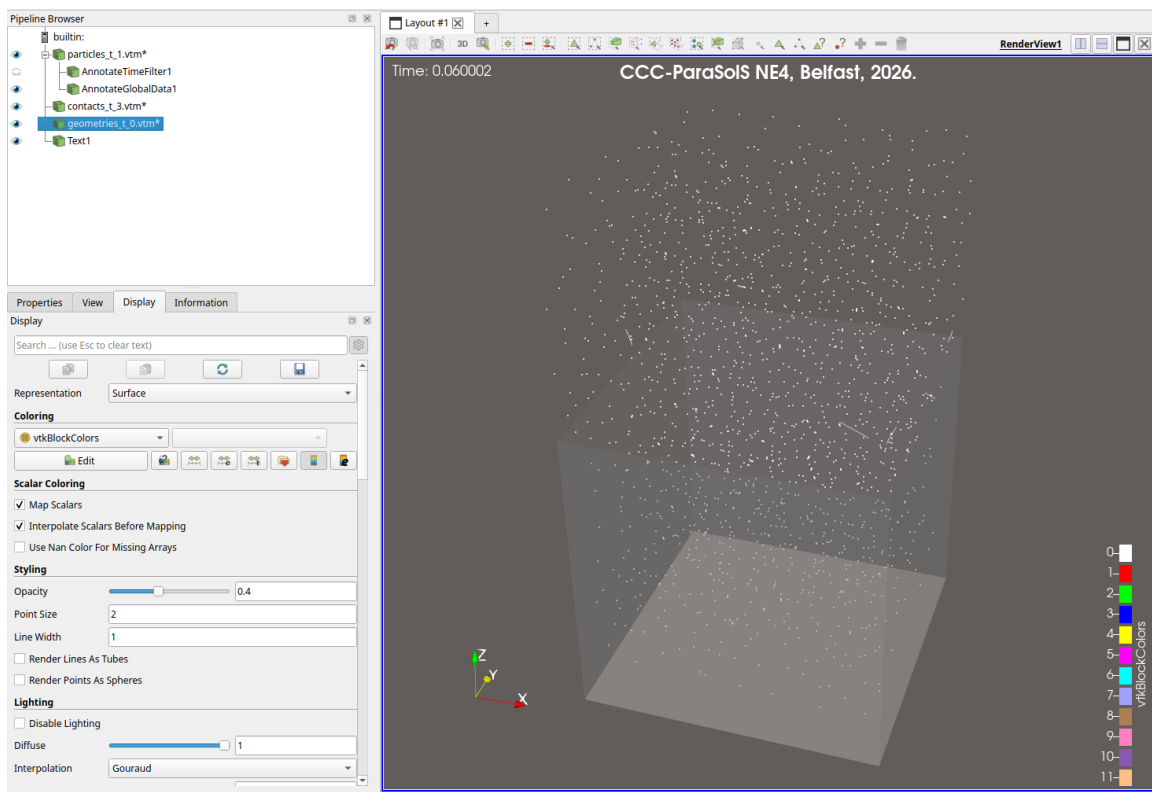 Pipeline Browser
builtin:
particles_t_1.vtm*
AnnotateTimeFilter1
AnnotateGlobalData1
contacts_t_3.vtm*
geometries_t_0.vtm*
Text1
Properties View Display Information
Display
Search ... (use Esc to clear text)
Representation Surface
Coloring
vtkBlockColors
Edit
Scalar Coloring
Map Scalars
Interpolate Scalars Before Mapping
Use Nan Color For Missing Arrays
Styling
Opacity 0.4
Point Size 2
Line Width 1
Render Lines As Tubes
Render Points As Spheres
Lighting
Disable Lighting
Diffuse 1
Interpolation Gouraud
Layout #1 +
3D RenderView1
Time: 0.060002
CCC-ParaSolS NE4, Belfast, 2026.
Z
Y
X
0
1
2
3
4
5
6
7
8
9
10
11
vtkBlockColors